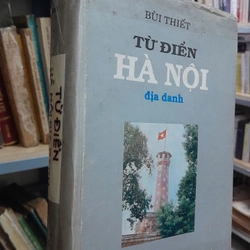 BÙI THIẾT
TỪ ĐIỂN
HÀ NỘI
địa danh
TỪ ĐIỂN